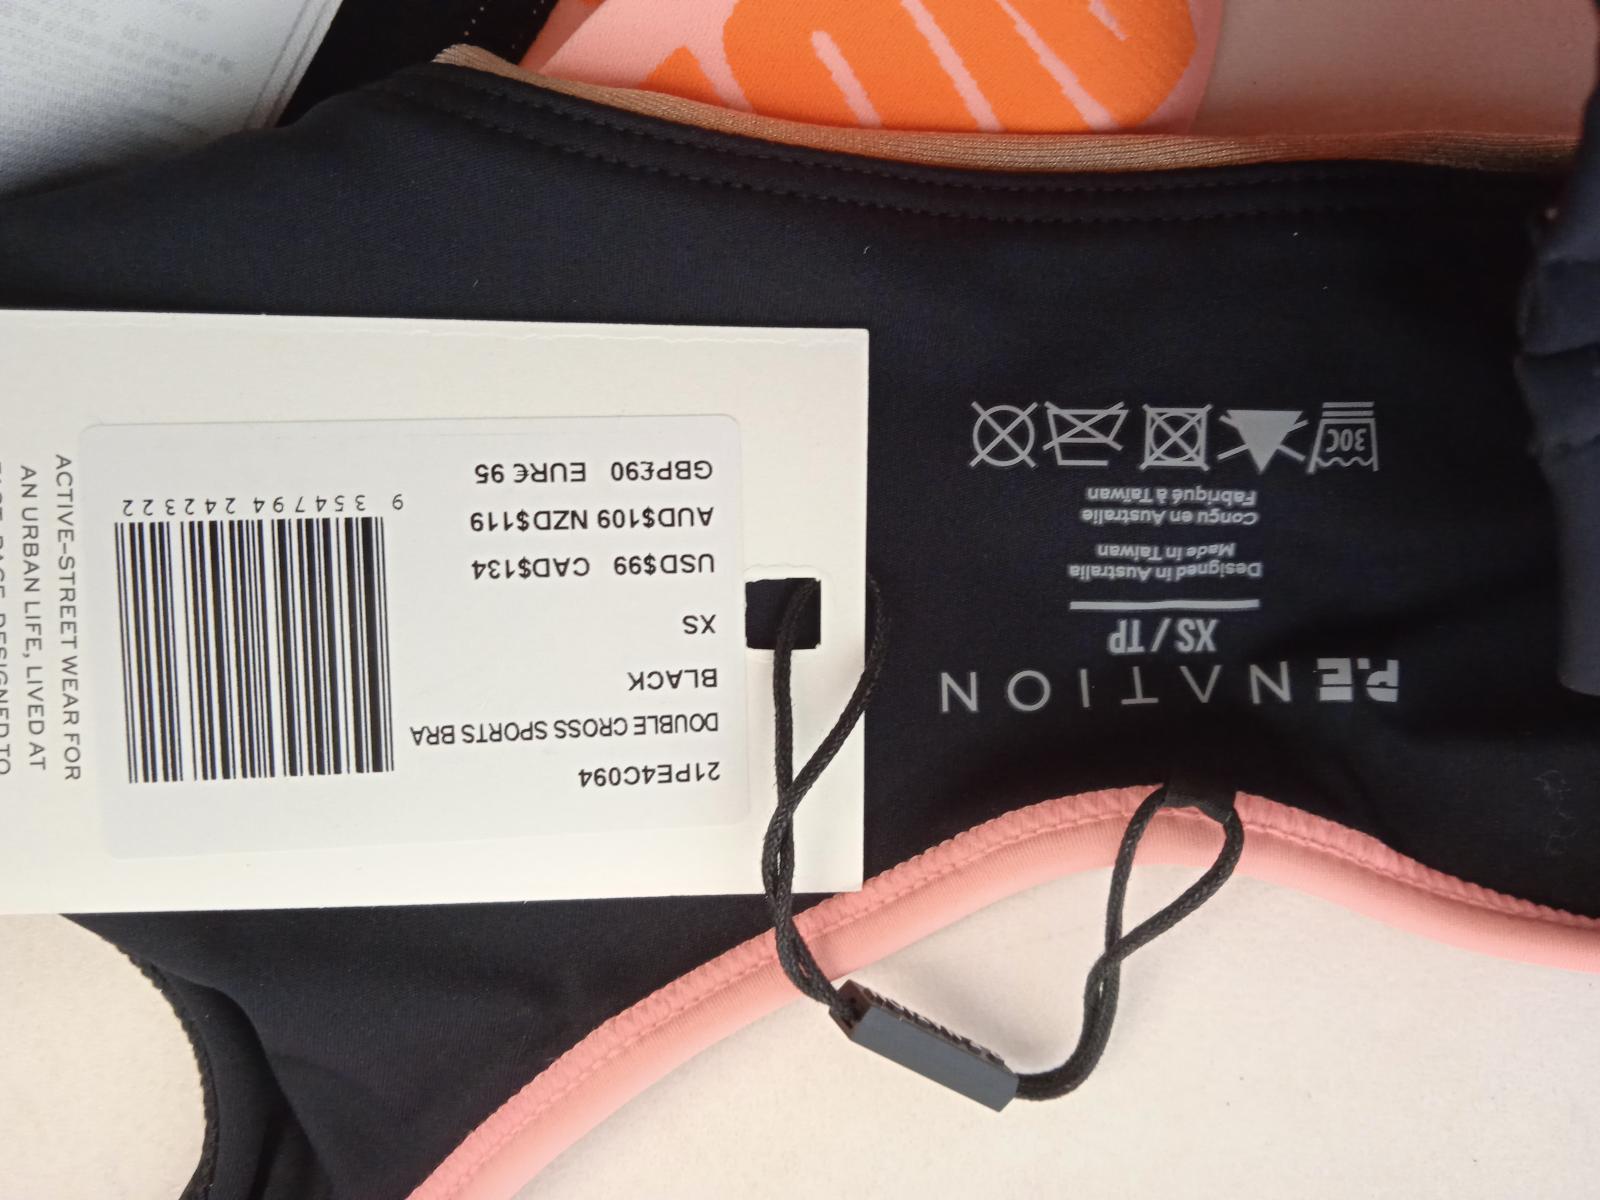 21PE4C094
DOUBLE CROSS SPORTS BRA
BLACK
XS
USD$99 CAD$134
AUD$109 NZD$119
GBP£90 EUR€ 95
9 354794 242322
ACTIVE-STREET WEAR FOR
AN URBAN LIFE, LIVED AT
P.E NATION
XS / TP
Designed in Australia
Made in Taiwan
Conçu en Australie
Fabriqué à Taïwan
30C